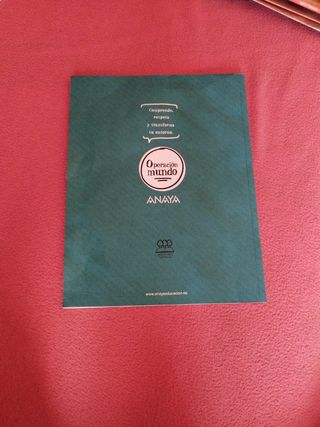 Comprende,
respeta
y transforma
tu entorno.
Operación
mundo
ANAYA
www.anayaeducacion.es